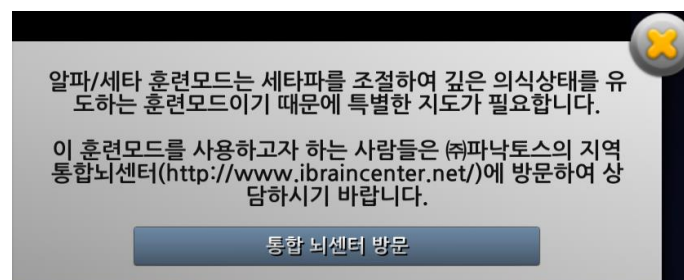 알파/세타 훈련모드는 세타파를 조절하여 깊은 의식상태를 유
도하는 훈련모드이기 때문에 특별한 지도가 필요합니다.
이 훈련모드를 사용하고자 하는 사람들은 ㈜파낙토스의 지역
통합뇌센터(http://www.ibraincenter.net/)에 방문하여 상
담하시기 바랍니다.
통합 뇌센터 방문